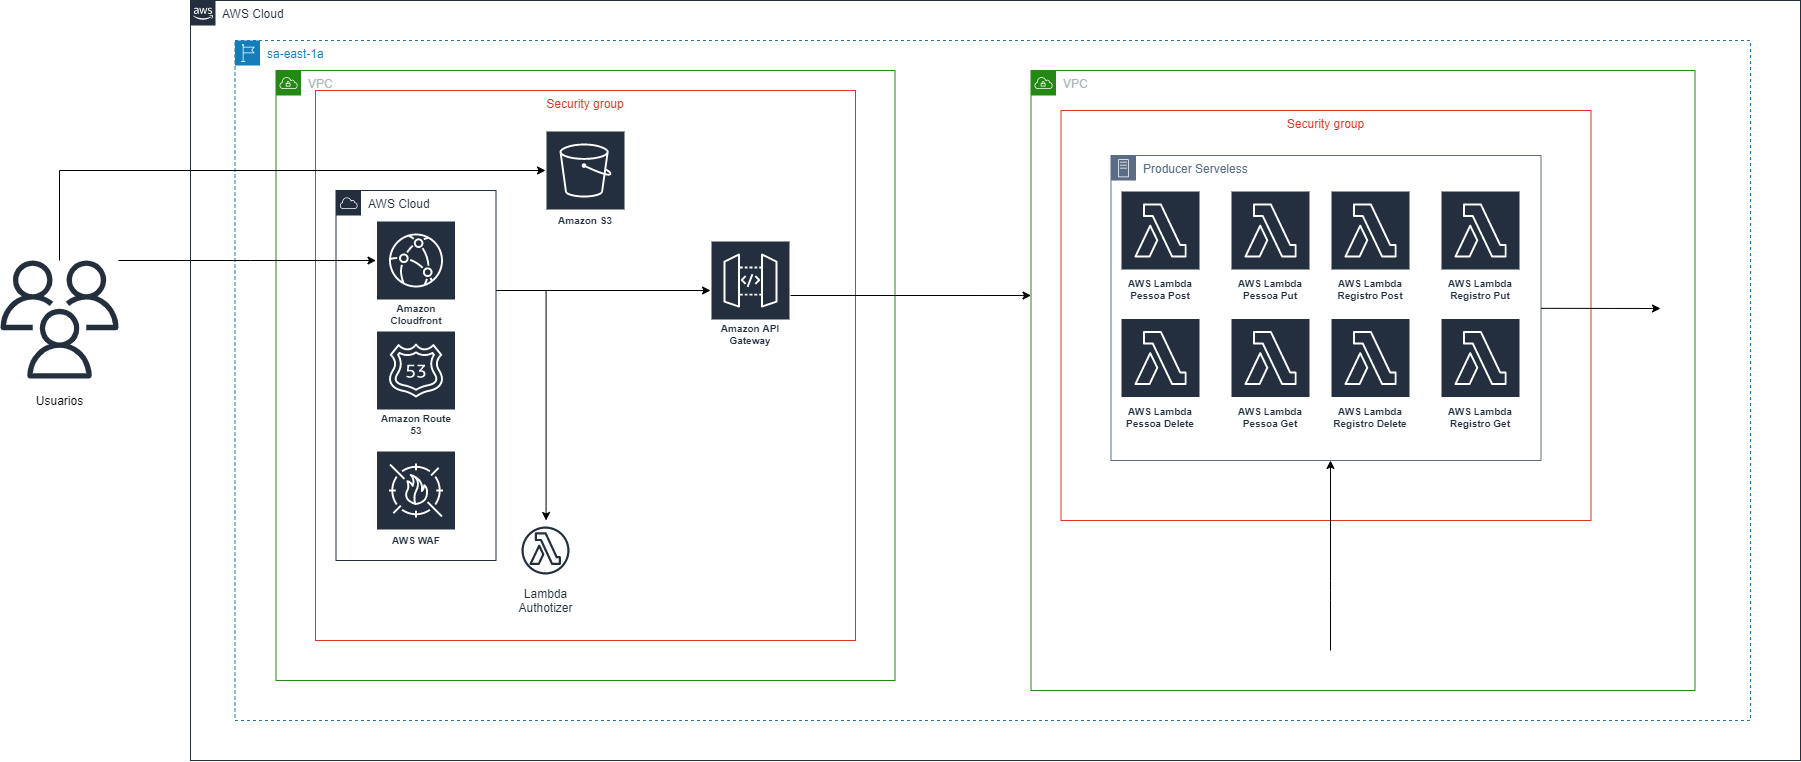 aws
AWS Cloud
sa-east-1a
VPC
Security group
Amazon S3
AWS Cloud
Amazon
Cloudfront
53
Amazon Route
53
AWS WAF
Usuarios
Lambda
Authotizer
</>
Amazon API
Gateway
VPC
Security group
Producer Serveless
AWS Lambda
Pessoa Post
AWS Lambda
Pessoa Put
AWS Lambda
Registro Post
AWS Lambda
Registro Put
AWS Lambda
Pessoa Delete
AWS Lambda
Pessoa Get
AWS Lambda
Registro Delete
AWS Lambda
Registro Get